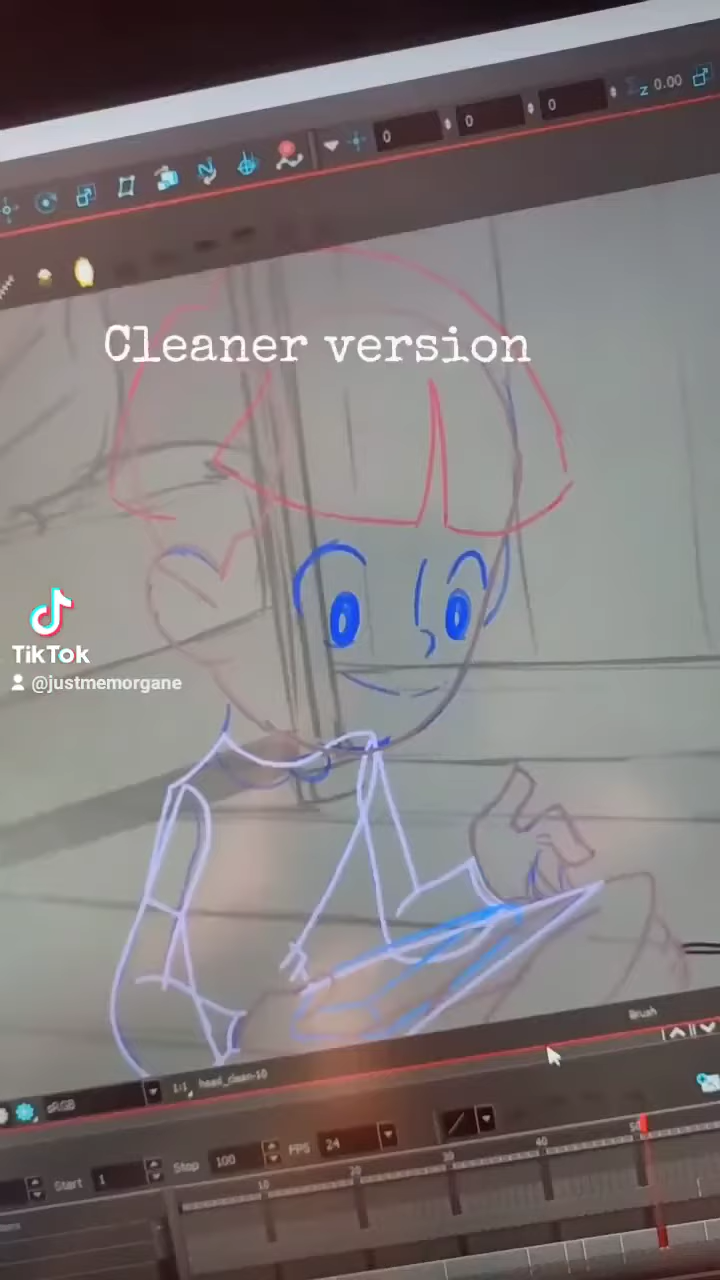 Z 0.00
0
0
0
Cleaner version
TikTok
@justmemorgane
Brush
sRGB
1:1
head_clean-10
Start 1
Stop 100
FPS 24
10
20
30
40
50